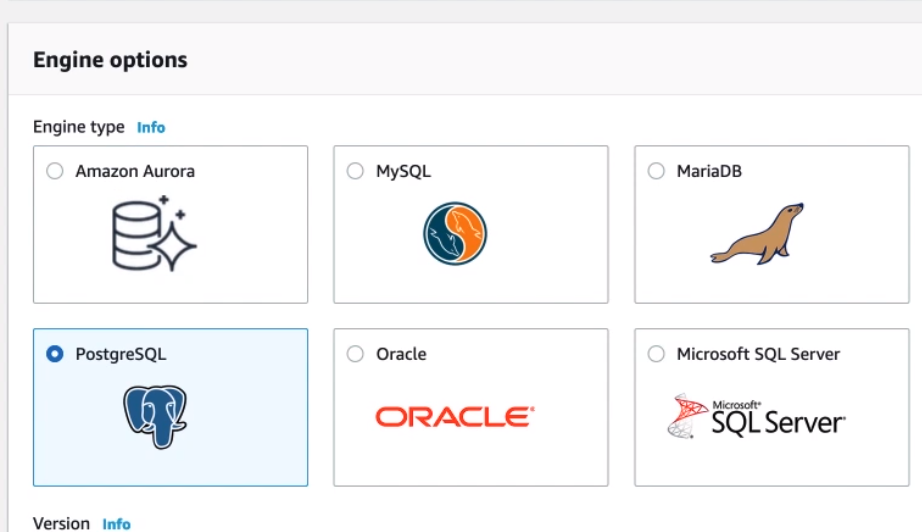 Engine options
Engine type Info
Amazon Aurora
MySQL
MariaDB
PostgreSQL
Oracle
ORACLE®
Microsoft SQL Server
Microsoft®
SQL Server®
Version Info